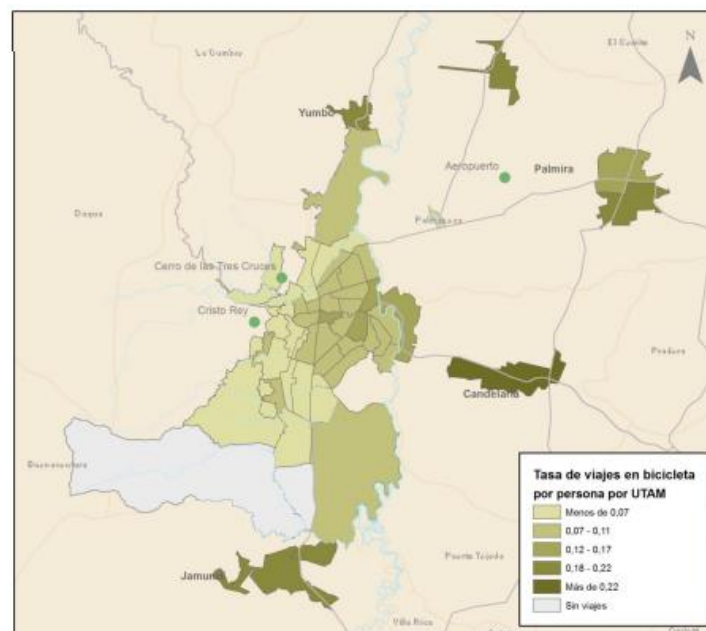 La Cumbre
El Cerrito
N
Yumbo
Aeropuerto
Palmira
Dagua
Palmaseca
Cerro de las Tres Cruces
Cristo Rey
Pradera
Candelaria
Buenaventura
Jamundí
Puerto Tejada
Villa Rica
Tasa de viajes en bicicleta
por persona por UTAM
Menos de 0,07
0,07 - 0,11
0,12 - 0,17
0,18 - 0,22
Más de 0,22
Sin viajes